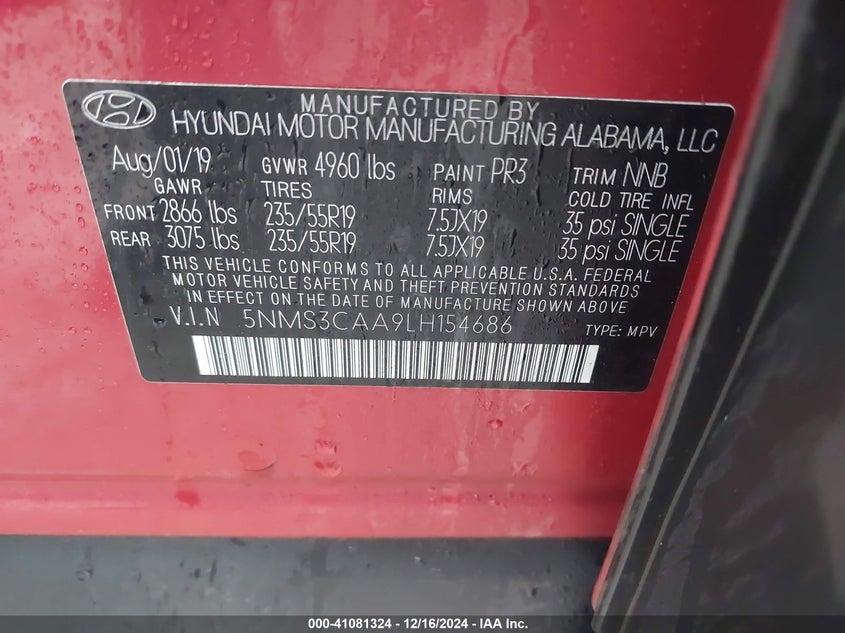 MANUFACTURED BY
HYUNDAI MOTOR MANUFACTURING ALABAMA, LLC
Aug/01/19 GVWR 4960 lbs PAINT PR3 TRIM NNB
GAWR TIRES RIMS COLD TIRE INFL
FRONT 2866 lbs 235/55R19 7.5JX19 35 psi SINGLE
REAR 3075 lbs 235/55R19 7.5JX19 35 psi SINGLE
THIS VEHICLE CONFORMS TO ALL APPLICABLE U.S.A. FEDERAL
MOTOR VEHICLE SAFETY AND THEFT PREVENTION STANDARDS
IN EFFECT ON THE DATE OF MANUFACTURE SHOWN ABOVE
V.I.N 5NMS3CAA9LH154686 TYPE: MPV
000-41081324 - 12/16/2024 - IAA Inc.